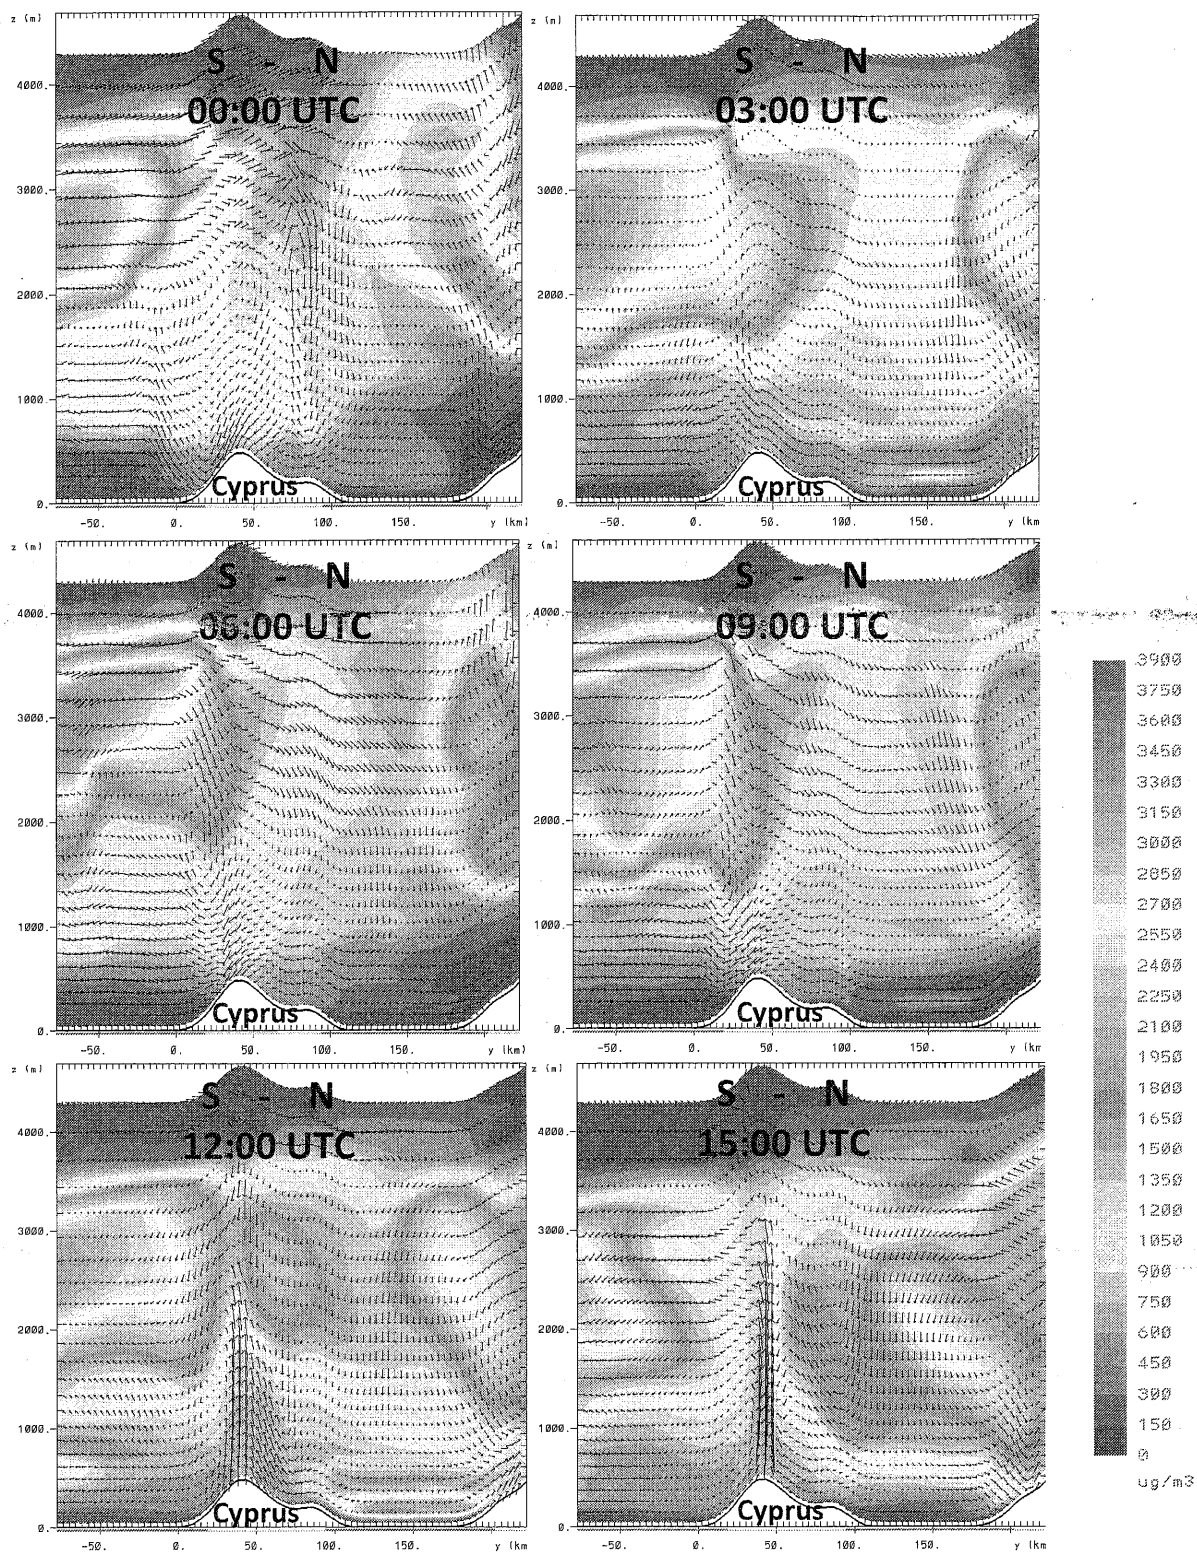 z (m)
z (m)
S - N
S - N
00:00 UTC
03:00 UTC
4000.
4000.
3000.
3000.
2000.
2000.
1000.
1000.
0.
0.
Cyprus
Cyprus
-50. 0. 50. 100. 150. y (km)
-50. 0. 50. 100. 150. y (km
z (m)
z (m)
S - N
S - N
06:00 UTC
09:00 UTC
4000.
4000.
3000.
3000.
2000.
2000.
1000.
1000.
0.
0.
Cyprus
Cyprus
-50. 0. 50. 100. 150. y (km)
-50. 0. 50. 100. 150. y (km
z (m)
z (m)
S - N
S - N
12:00 UTC
15:00 UTC
4000.
4000.
3000.
3000.
2000.
2000.
1000.
1000.
0.
0.
Cyprus
Cyprus
-50. 0. 50. 100. 150. y (km
-50. 0. 50. 100. 150. y (km
3900
3750
3600
3450
3300
3150
3000
2850
2700
2550
2400
2250
2100
1950
1800
1650
1500
1350
1200
1050
900
750
600
450
300
150
0
ug/m3